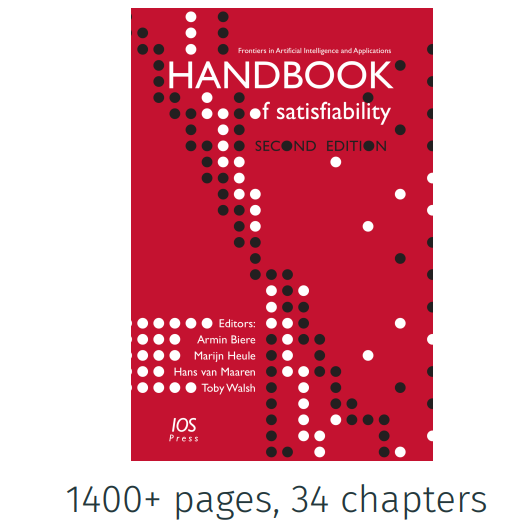 Frontiers in Artificial Intelligence and Applications
HANDBOOK
of satisfiability
SECOND EDITION
Editors:
Armin Biere
Marijn Heule
Hans van Maaren
Toby Walsh
IOS
Press
1400+ pages, 34 chapters